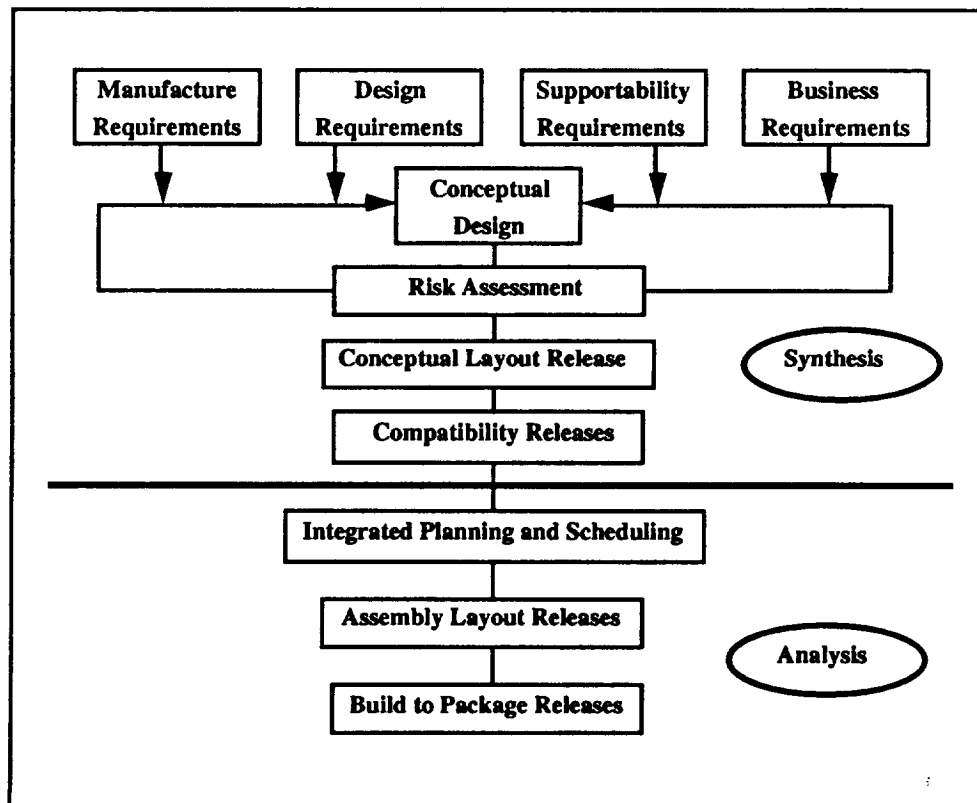 Manufacture
Requirements
Design
Requirements
Supportability
Requirements
Business
Requirements
Conceptual
Design
Risk Assessment
Conceptual Layout Release
Synthesis
Compatibility Releases
Integrated Planning and Scheduling
Assembly Layout Releases
Analysis
Build to Package Releases